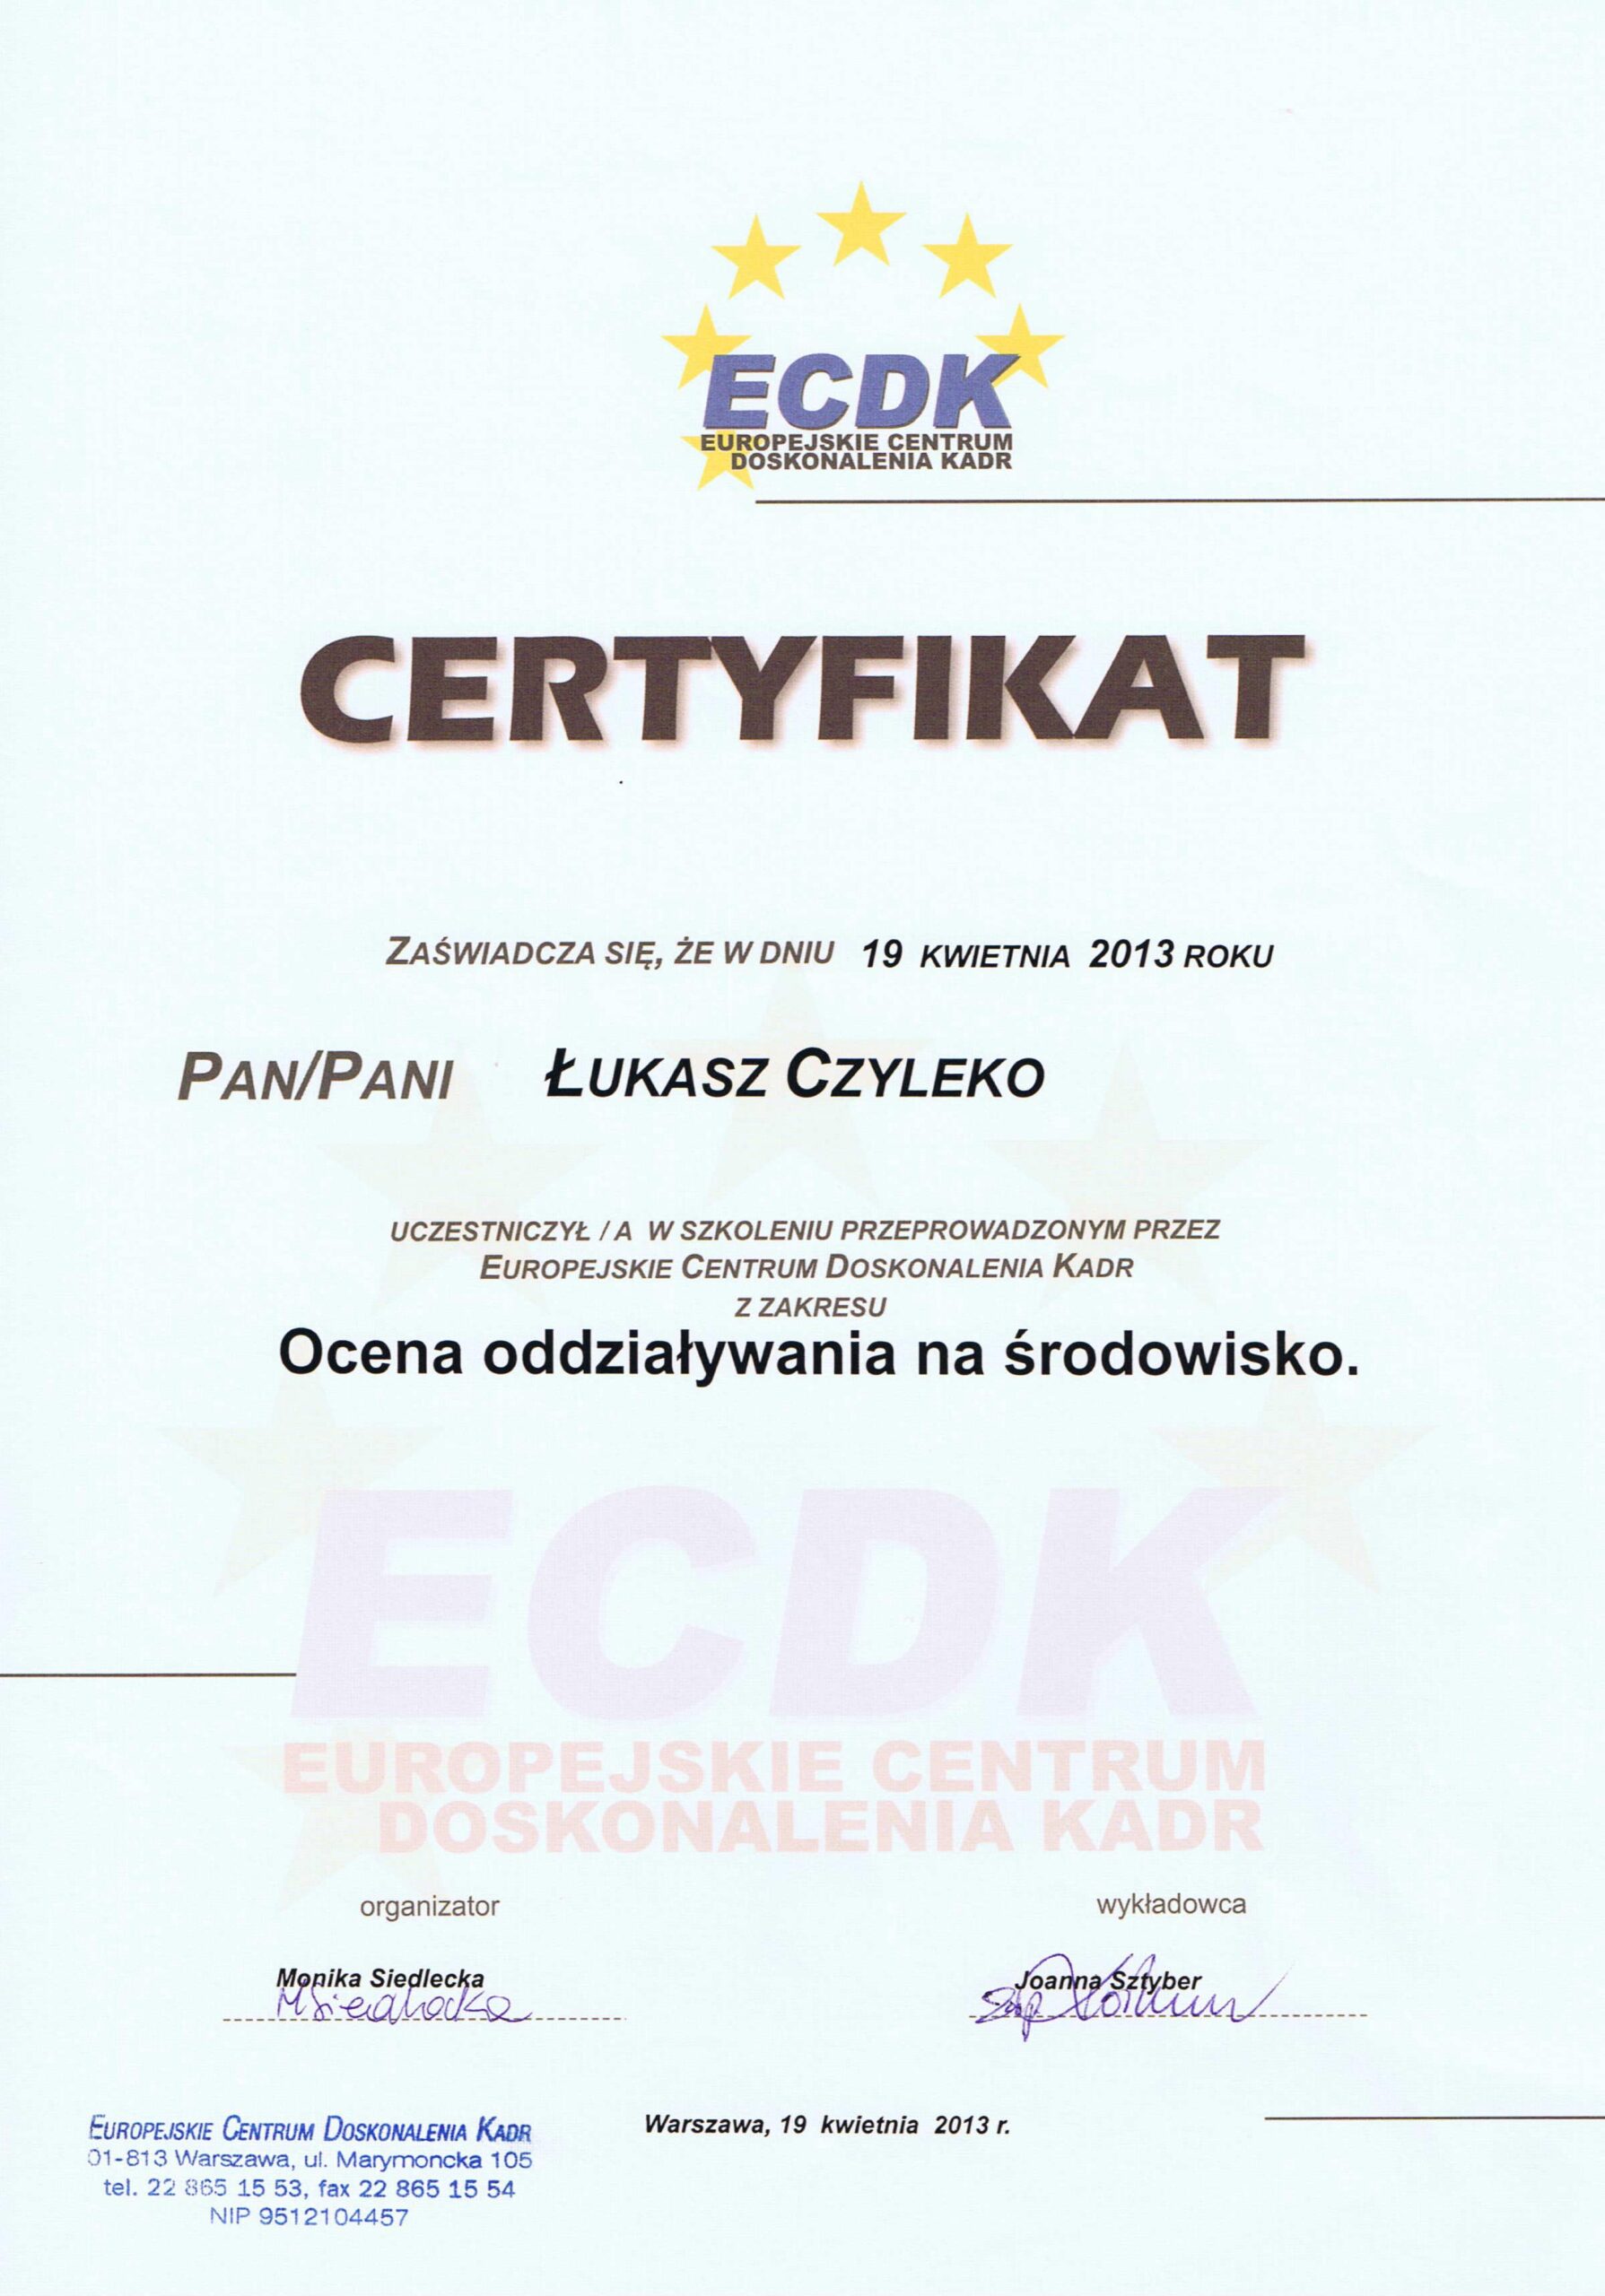 ECDK
EUROPEJSKIE CENTRUM
DOSKONALENIA KADR
CERTYFIKAT
ZAŚWIADCZA SIĘ, ŻE W DNIU 19 KWIETNIA 2013 ROKU
PAN/PANI ŁUKASZ CZYLEKO
UCZESTNICZYŁ / A W SZKOLENIU PRZEPROWADZONYM PRZEZ
EUROPEJSKIE CENTRUM DOSKONALENIA KADR
Z ZAKRESU
Ocena oddziaływania na środowisko.
ECDK
EUROPEJSKIE CENTRUM
DOSKONALENIA KADR
organizator wykładowca
Monika Siedlecka Joanna Sztyber
Warszawa, 19 kwietnia 2013 r.
EUROPEJSKIE CENTRUM DOSKONALENIA KADR
01-813 Warszawa, ul. Marymoncka 105
tel. 22 865 15 53, fax 22 865 15 54
NIP 9512104457